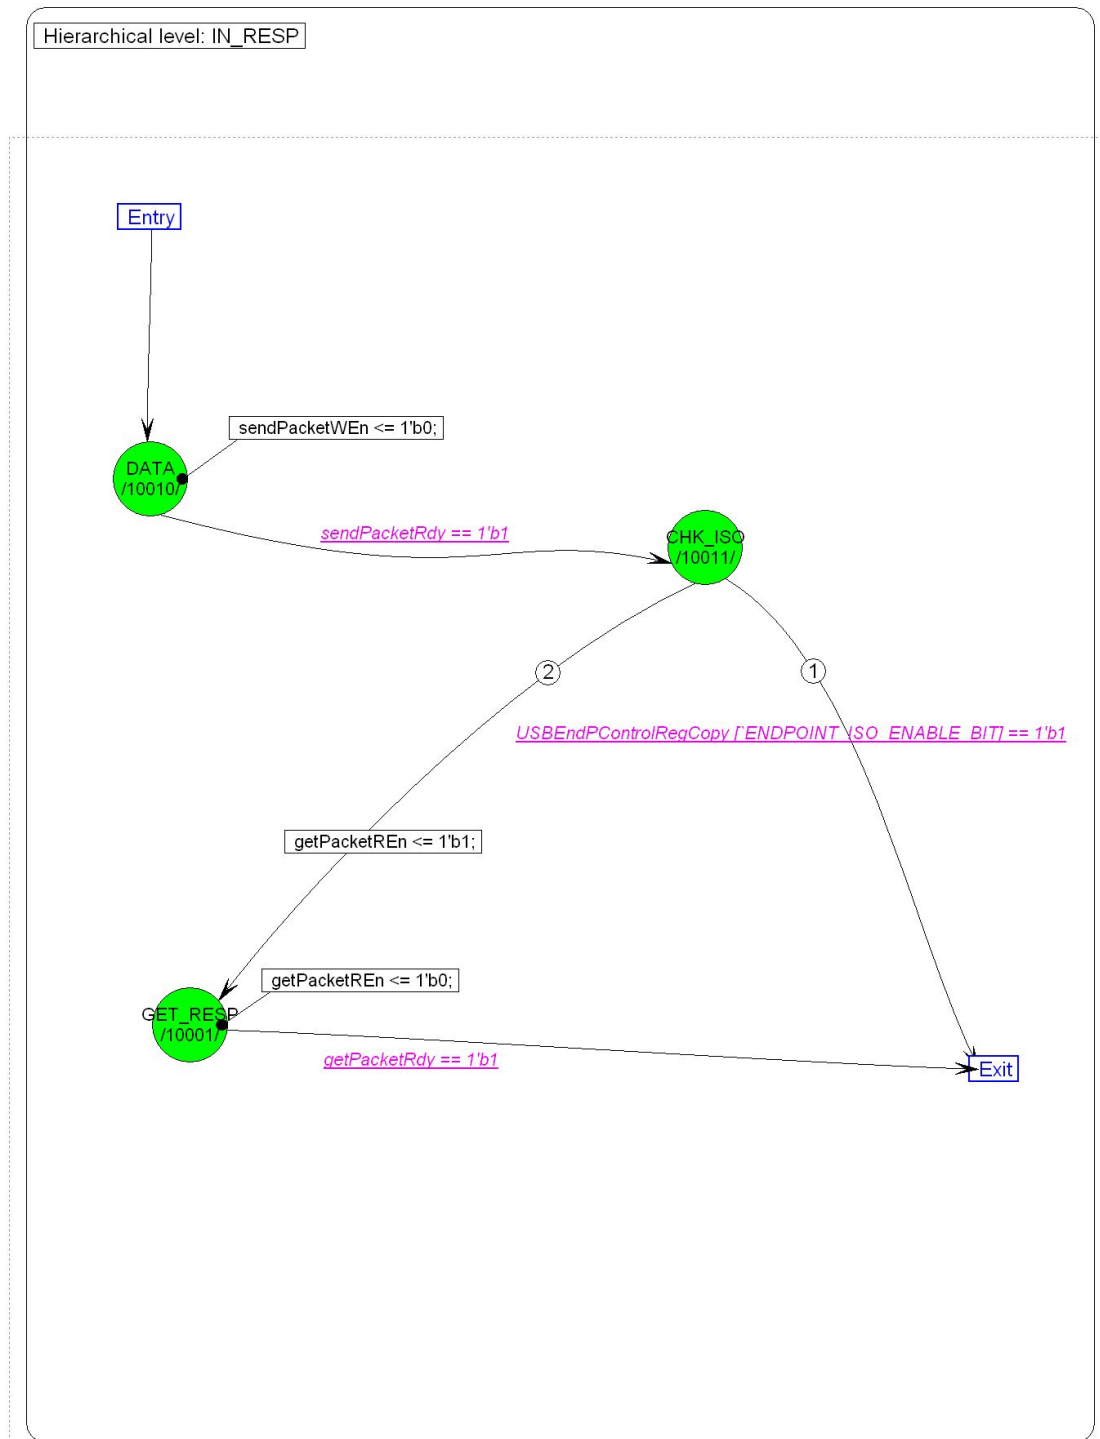 Hierarchical level: IN_RESP
Entry
sendPacketWEn <= 1'b0;
DATA
/10010/
sendPacketRdy == 1'b1
CHK_ISO
/10011/
2
1
USBEndPControlRegCopy [`ENDPOINT_ISO_ENABLE_BIT] == 1'b1
getPacketREn <= 1'b1;
getPacketREn <= 1'b0;
GET_RESP
/10001/
getPacketRdy == 1'b1
Exit